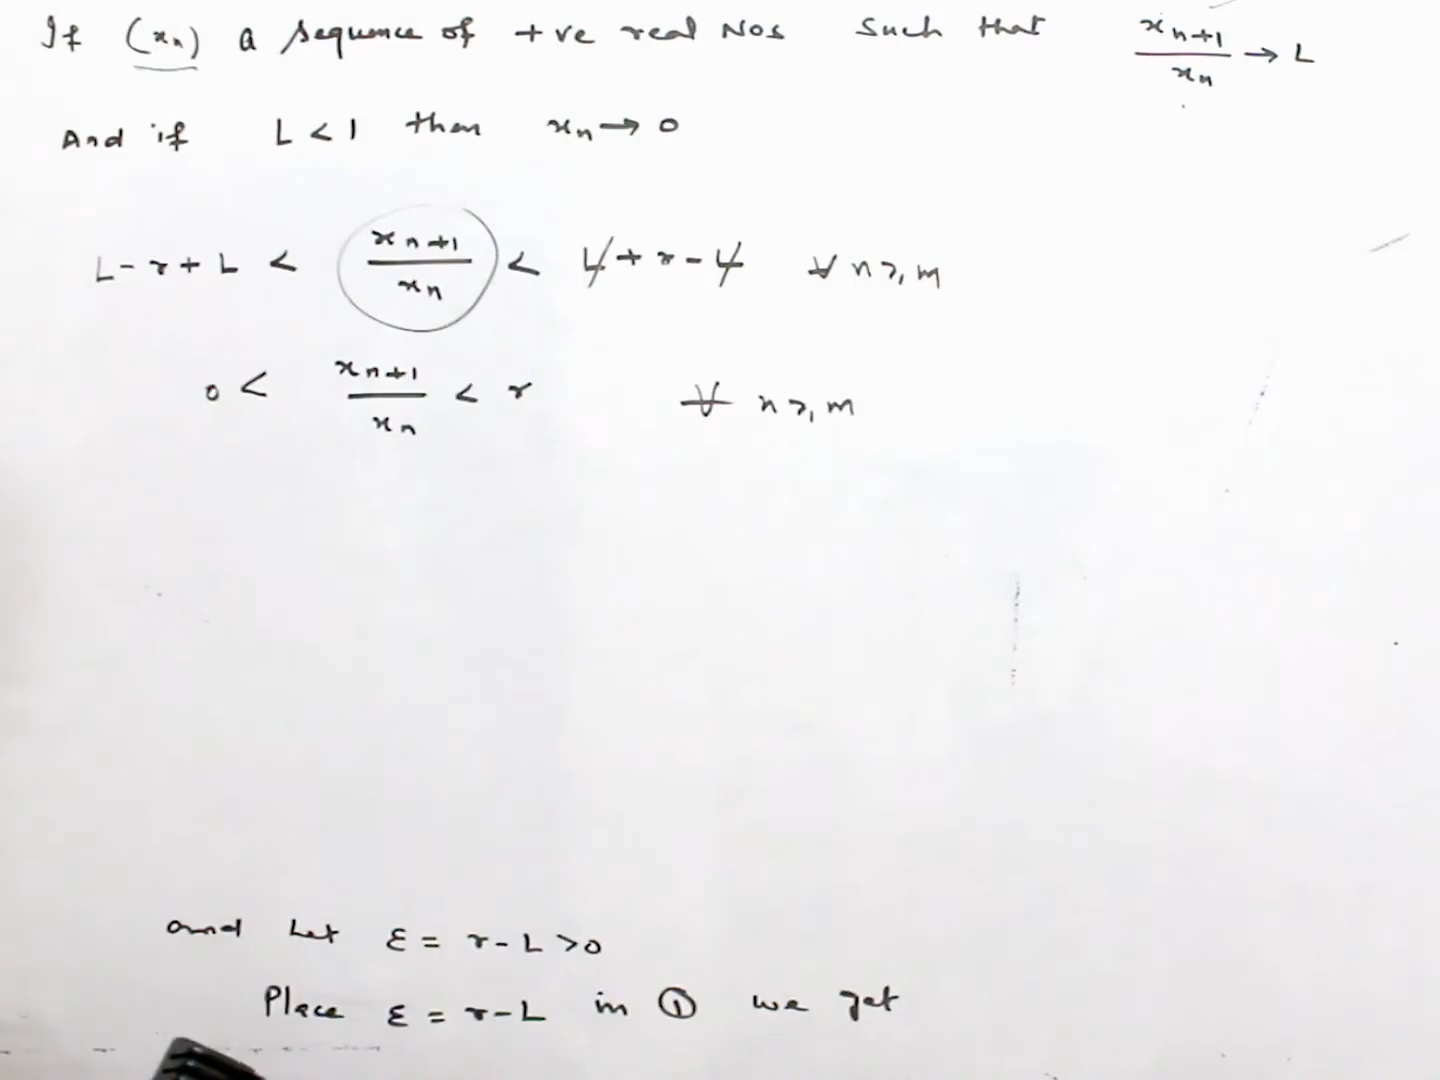 If (xₙ) a sequence of +ve real Nos such that xₙ₊₁/xₙ → L
And if L < 1 then xₙ → 0
L - r + L < xₙ₊₁/xₙ < L + r - L ∀ n ≥ m
0 < xₙ₊₁/xₙ < r ∀ n ≥ m
and Let ε = r - L > 0
Place ε = r - L in ① we get